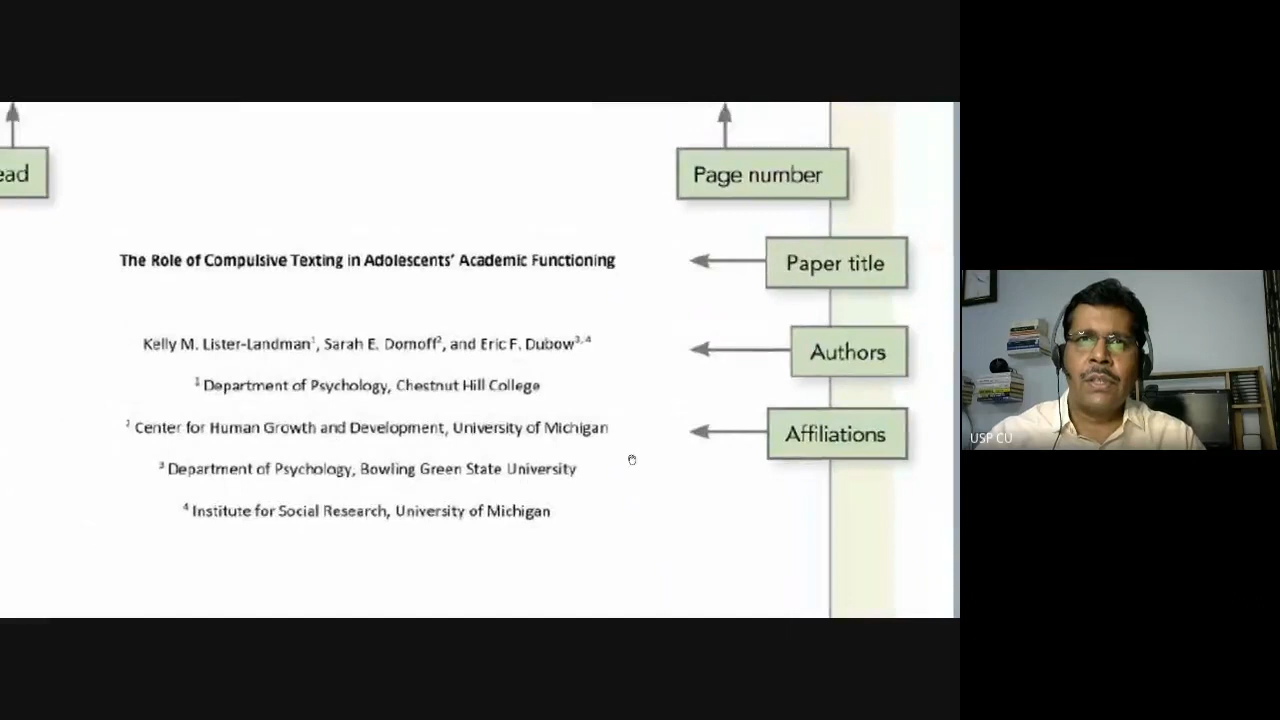 ead
Page number
The Role of Compulsive Texting in Adolescents' Academic Functioning
Paper title
Kelly M. Lister-Landman¹, Sarah E. Domoff², and Eric F. Dubow³,⁴
Authors
¹ Department of Psychology, Chestnut Hill College
² Center for Human Growth and Development, University of Michigan
Affiliations
³ Department of Psychology, Bowling Green State University
⁴ Institute for Social Research, University of Michigan
USP CU